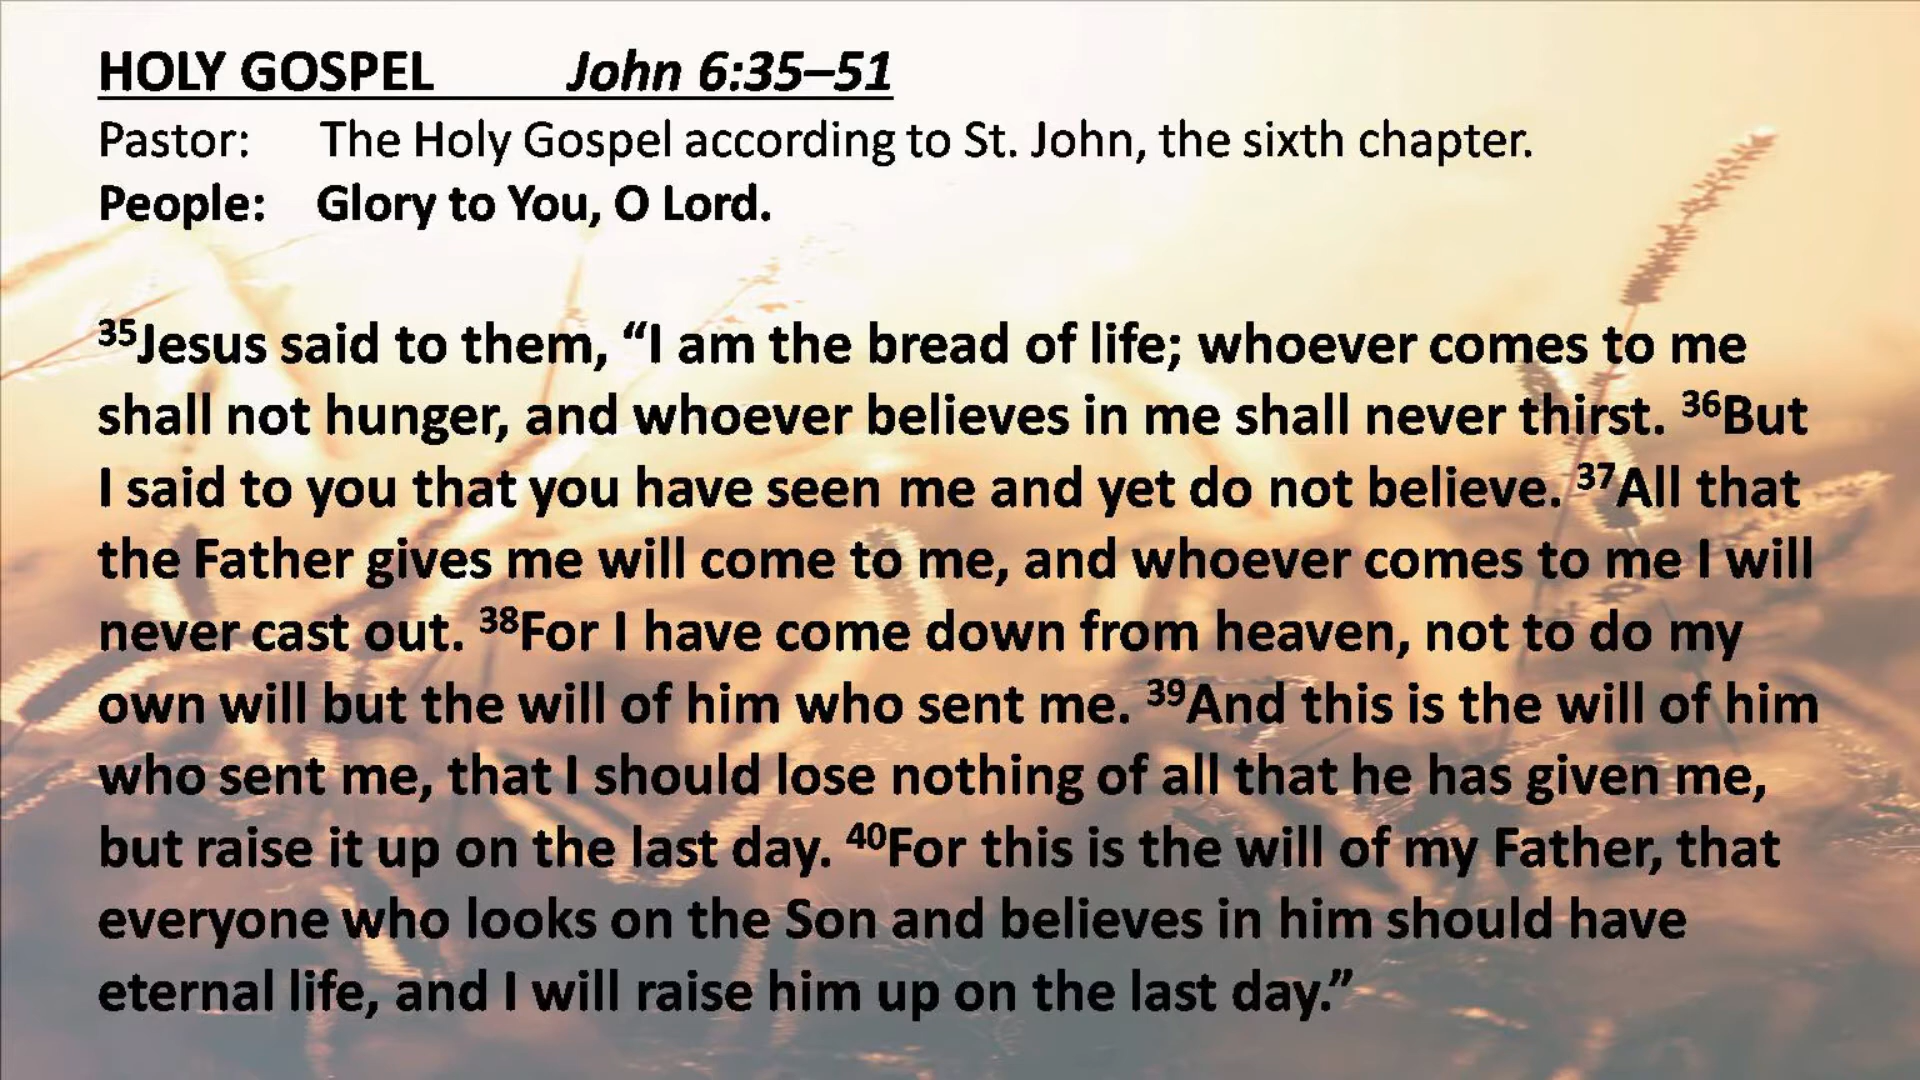 HOLY GOSPEL John 6:35–51
Pastor: The Holy Gospel according to St. John, the sixth chapter.
People: Glory to You, O Lord.
35Jesus said to them, “I am the bread of life; whoever comes to me
shall not hunger, and whoever believes in me shall never thirst. 36But
I said to you that you have seen me and yet do not believe. 37All that
the Father gives me will come to me, and whoever comes to me I will
never cast out. 38For I have come down from heaven, not to do my
own will but the will of him who sent me. 39And this is the will of him
who sent me, that I should lose nothing of all that he has given me,
but raise it up on the last day. 40For this is the will of my Father, that
everyone who looks on the Son and believes in him should have
eternal life, and I will raise him up on the last day.”